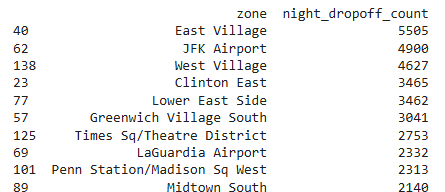 zone night_dropoff_count
40 East Village 5505
62 JFK Airport 4900
138 West Village 4627
23 Clinton East 3465
77 Lower East Side 3462
57 Greenwich Village South 3041
125 Times Sq/Theatre District 2753
69 LaGuardia Airport 2332
101 Penn Station/Madison Sq West 2313
89 Midtown South 2140